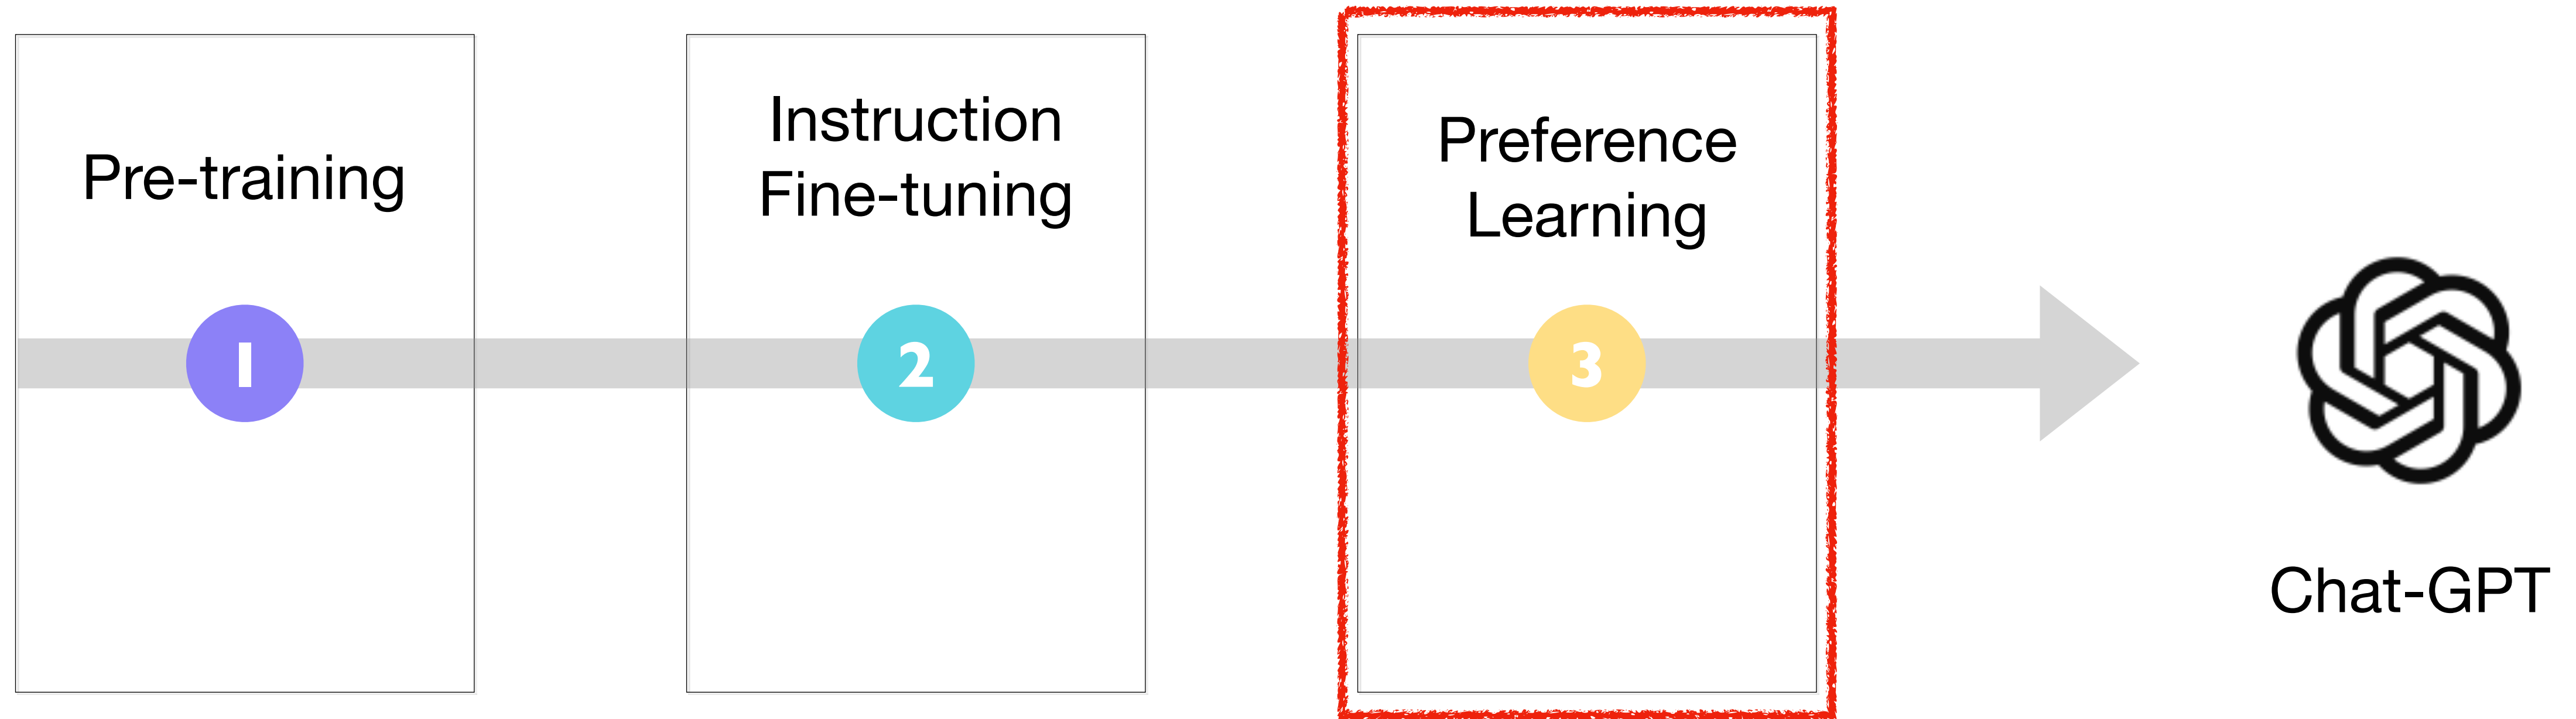 Pre-training
1
Instruction
Fine-tuning
2
Preference
Learning
3
Chat-GPT